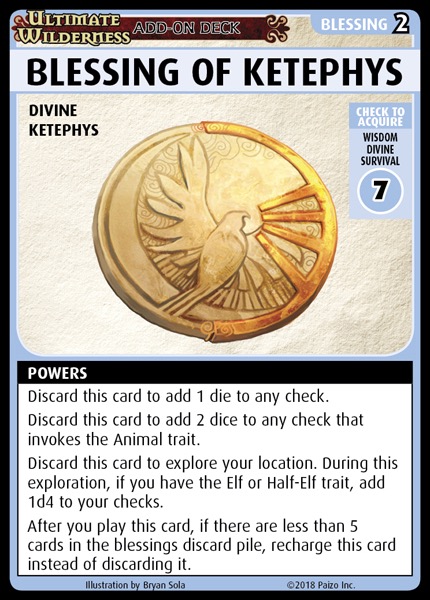 ULTIMATE
WILDERNESS ADD-ON DECK
BLESSING 2
BLESSING OF KETEPHYS
DIVINE
KETEPHYS
CHECK TO
ACQUIRE
WISDOM
DIVINE
SURVIVAL
7
POWERS
Discard this card to add 1 die to any check.
Discard this card to add 2 dice to any check that
invokes the Animal trait.
Discard this card to explore your location. During this
exploration, if you have the Elf or Half-Elf trait, add
1d4 to your checks.
After you play this card, if there are less than 5
cards in the blessings discard pile, recharge this card
instead of discarding it.
Illustration by Bryan Sola
©2018 Paizo Inc.